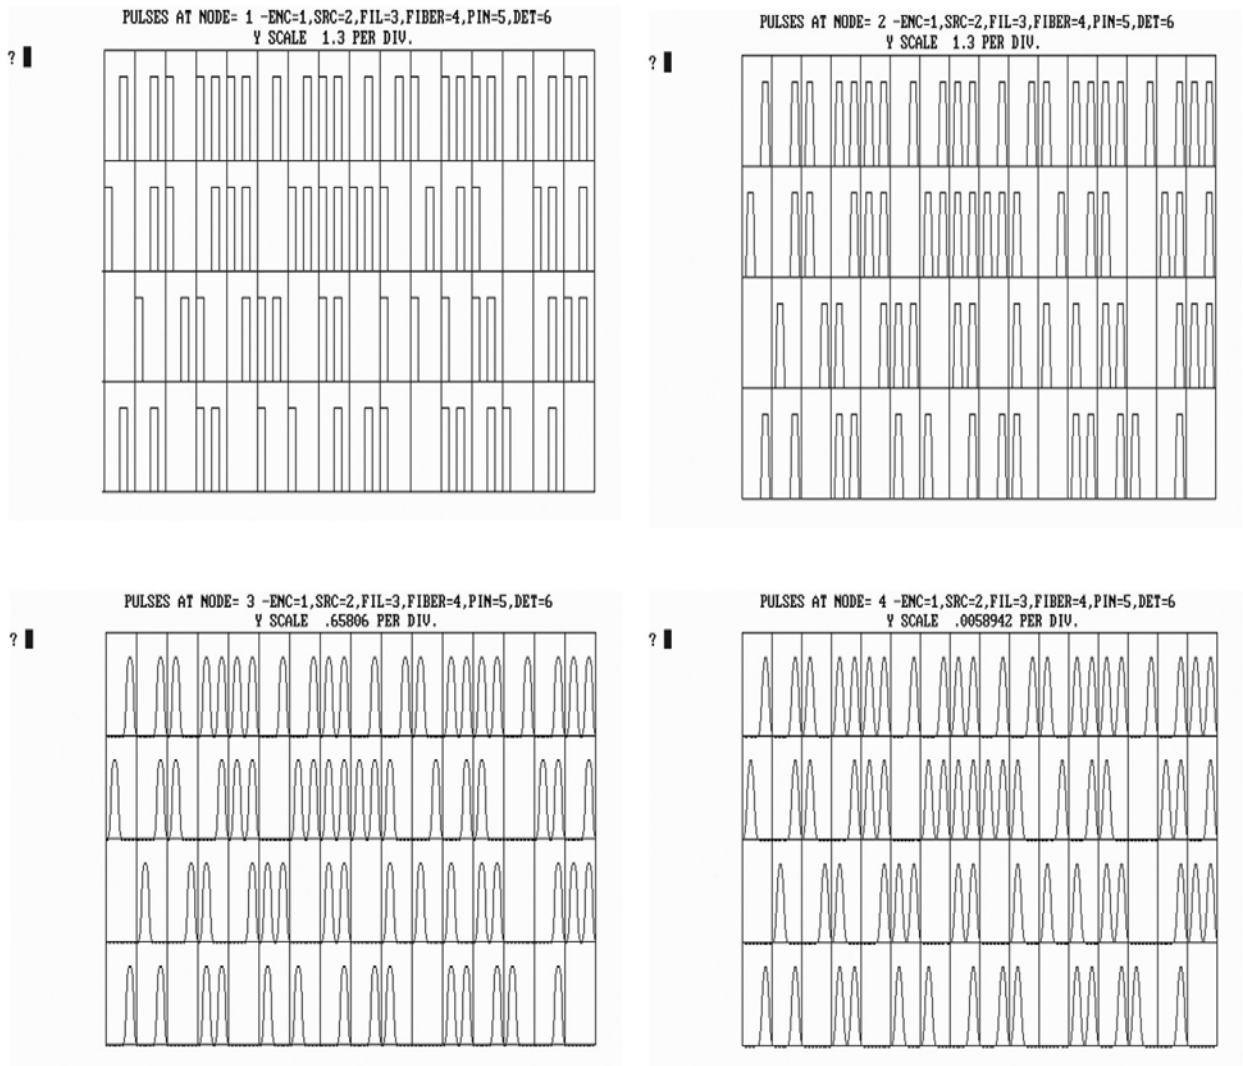 PULSES AT NODE= 1 -ENC=1,SRC=2,FIL=3,FIBER=4,PIN=5,DET=6
Y SCALE 1.3 PER DIV.
?
PULSES AT NODE= 2 -ENC=1,SRC=2,FIL=3,FIBER=4,PIN=5,DET=6
Y SCALE 1.3 PER DIV.
?
PULSES AT NODE= 3 -ENC=1,SRC=2,FIL=3,FIBER=4,PIN=5,DET=6
Y SCALE .65806 PER DIV.
?
PULSES AT NODE= 4 -ENC=1,SRC=2,FIL=3,FIBER=4,PIN=5,DET=6
Y SCALE .0058942 PER DIV.
?